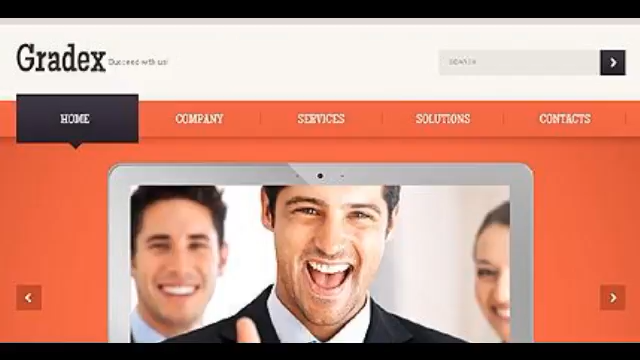 Gradex
Succeed with us!
SEARCH
HOME
COMPANY
SERVICES
SOLUTIONS
CONTACTS